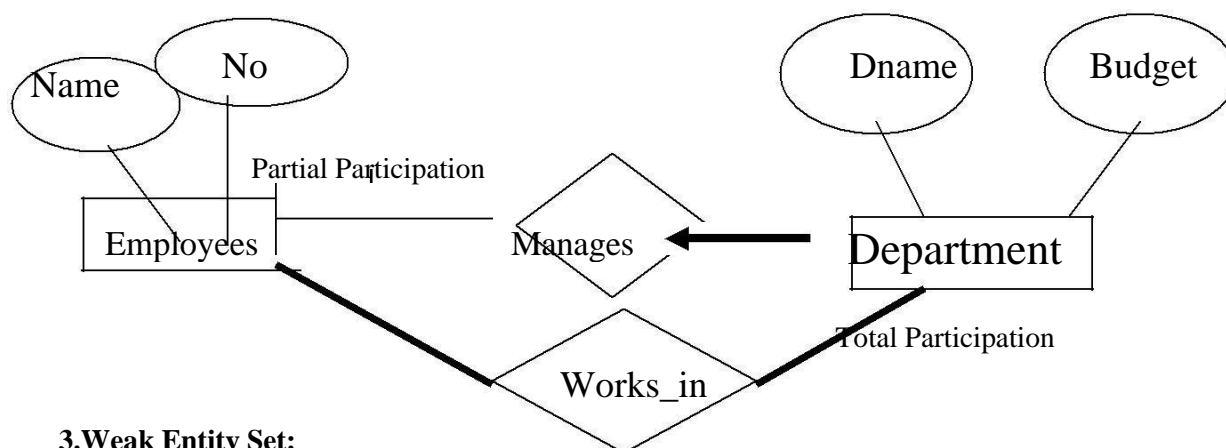 Name
No
Dname
Budget
Partial Participation
Employees
Manages
Department
Total Participation
Works_in
3.Weak Entity Set: